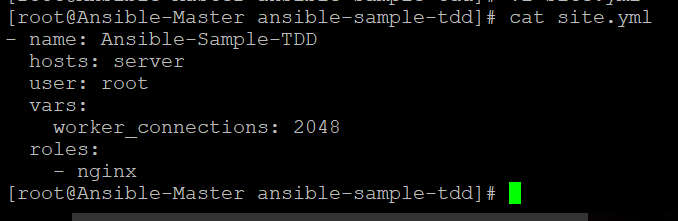 [root@Ansible-Master ansible-sample-tdd]# cat site.yml
- name: Ansible-Sample-TDD
  hosts: server
  user: root
  vars:
    worker_connections: 2048
  roles:
    - nginx
[root@Ansible-Master ansible-sample-tdd]#